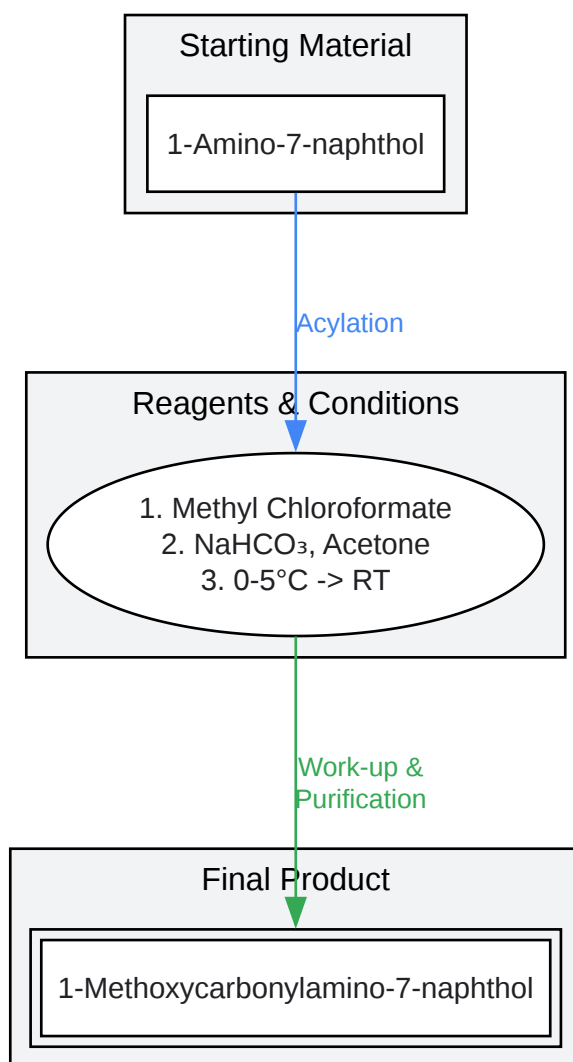 Starting Material
1-Amino-7-naphthol
Acylation
Reagents & Conditions
1. Methyl Chloroformate
2. NaHCO₃, Acetone
3. 0-5°C -> RT
Work-up &
Purification
Final Product
1-Methoxycarbonylamino-7-naphthol